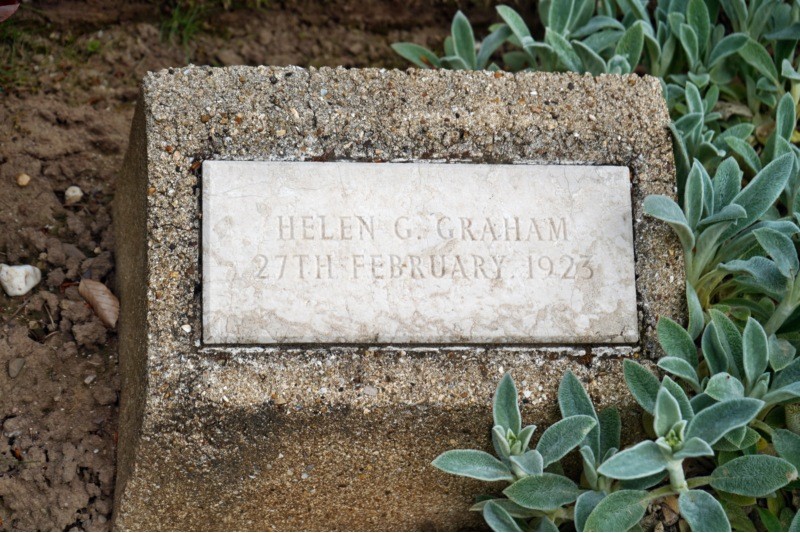 HELEN G. GRAHAM
27TH FEBRUARY. 1923